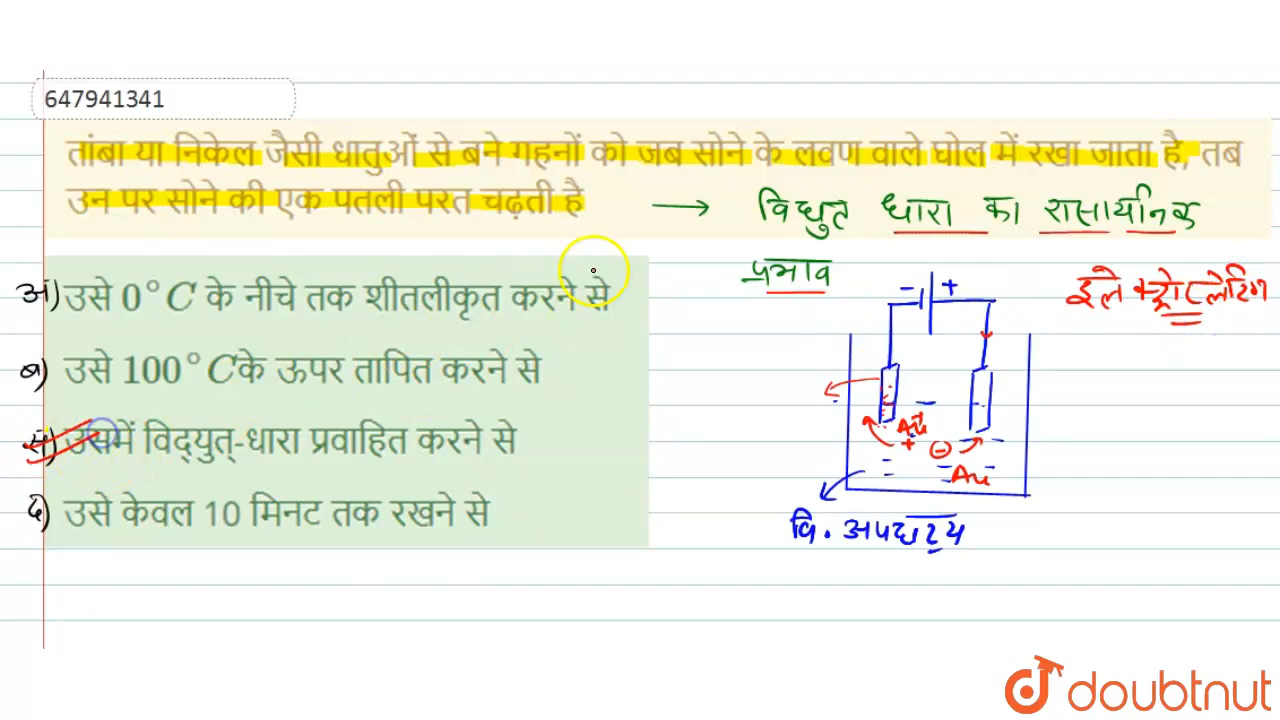 647941341
तांबा या निकेल जैसी धातुओं से बने गहनों को जब सोने के लवण वाले घोल में रखा जाता है, तब
उन पर सोने की एक पतली परत चढ़ती है
विद्युत धारा का रासायनिक
प्रभाव
अ) उसे 0°C के नीचे तक शीतलीकृत करने से
ब) उसे 100°C के ऊपर तापित करने से
स) उसमें विद्युत्-धारा प्रवाहित करने से
द) उसे केवल 10 मिनट तक रखने से
- +
इलेक्ट्रोप्लेटिंग
Au
+ -
Au
वि. अपघट्य
doubtnut